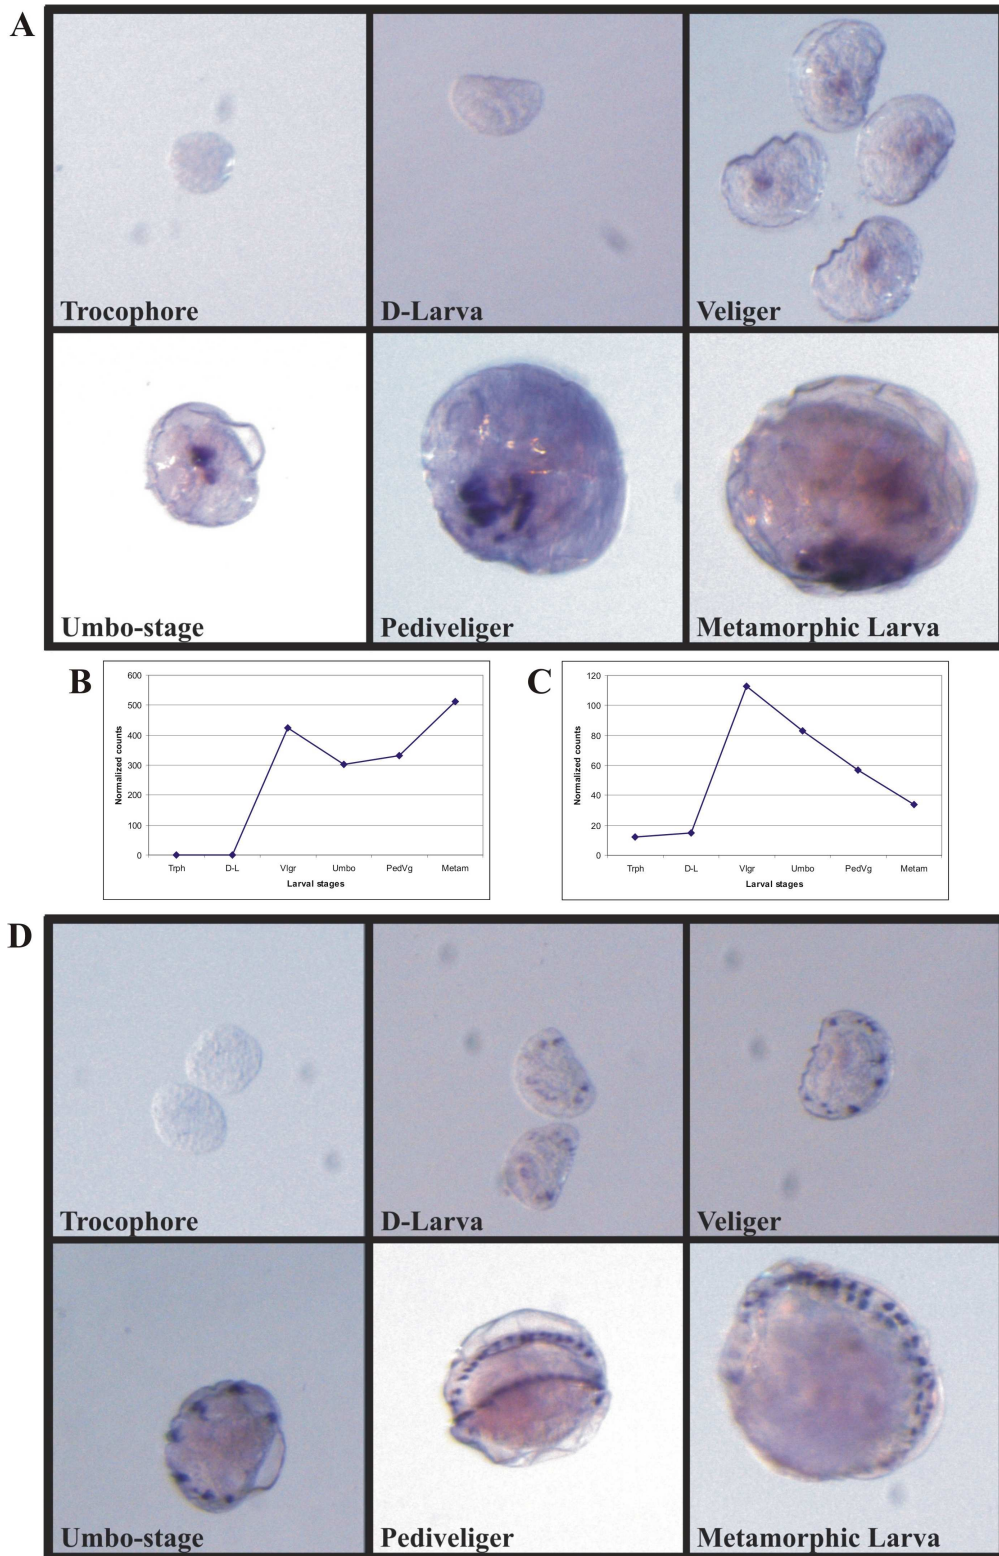 A
Trocophore
D-Larva
Veliger
Umbo-stage
Pediveliger
Metamorphic Larva
B
600
500
400
300
200
100
0
Normalized counts
Trph
D-L
Vlgr
Umbo
PedVg
Metam
Larval stages
C
120
100
80
60
40
20
0
Normalized counts
Trph
D-L
Vlgr
Umbo
PedVg
Metam
Larval stages
D
Trocophore
D-Larva
Veliger
Umbo-stage
Pediveliger
Metamorphic Larva